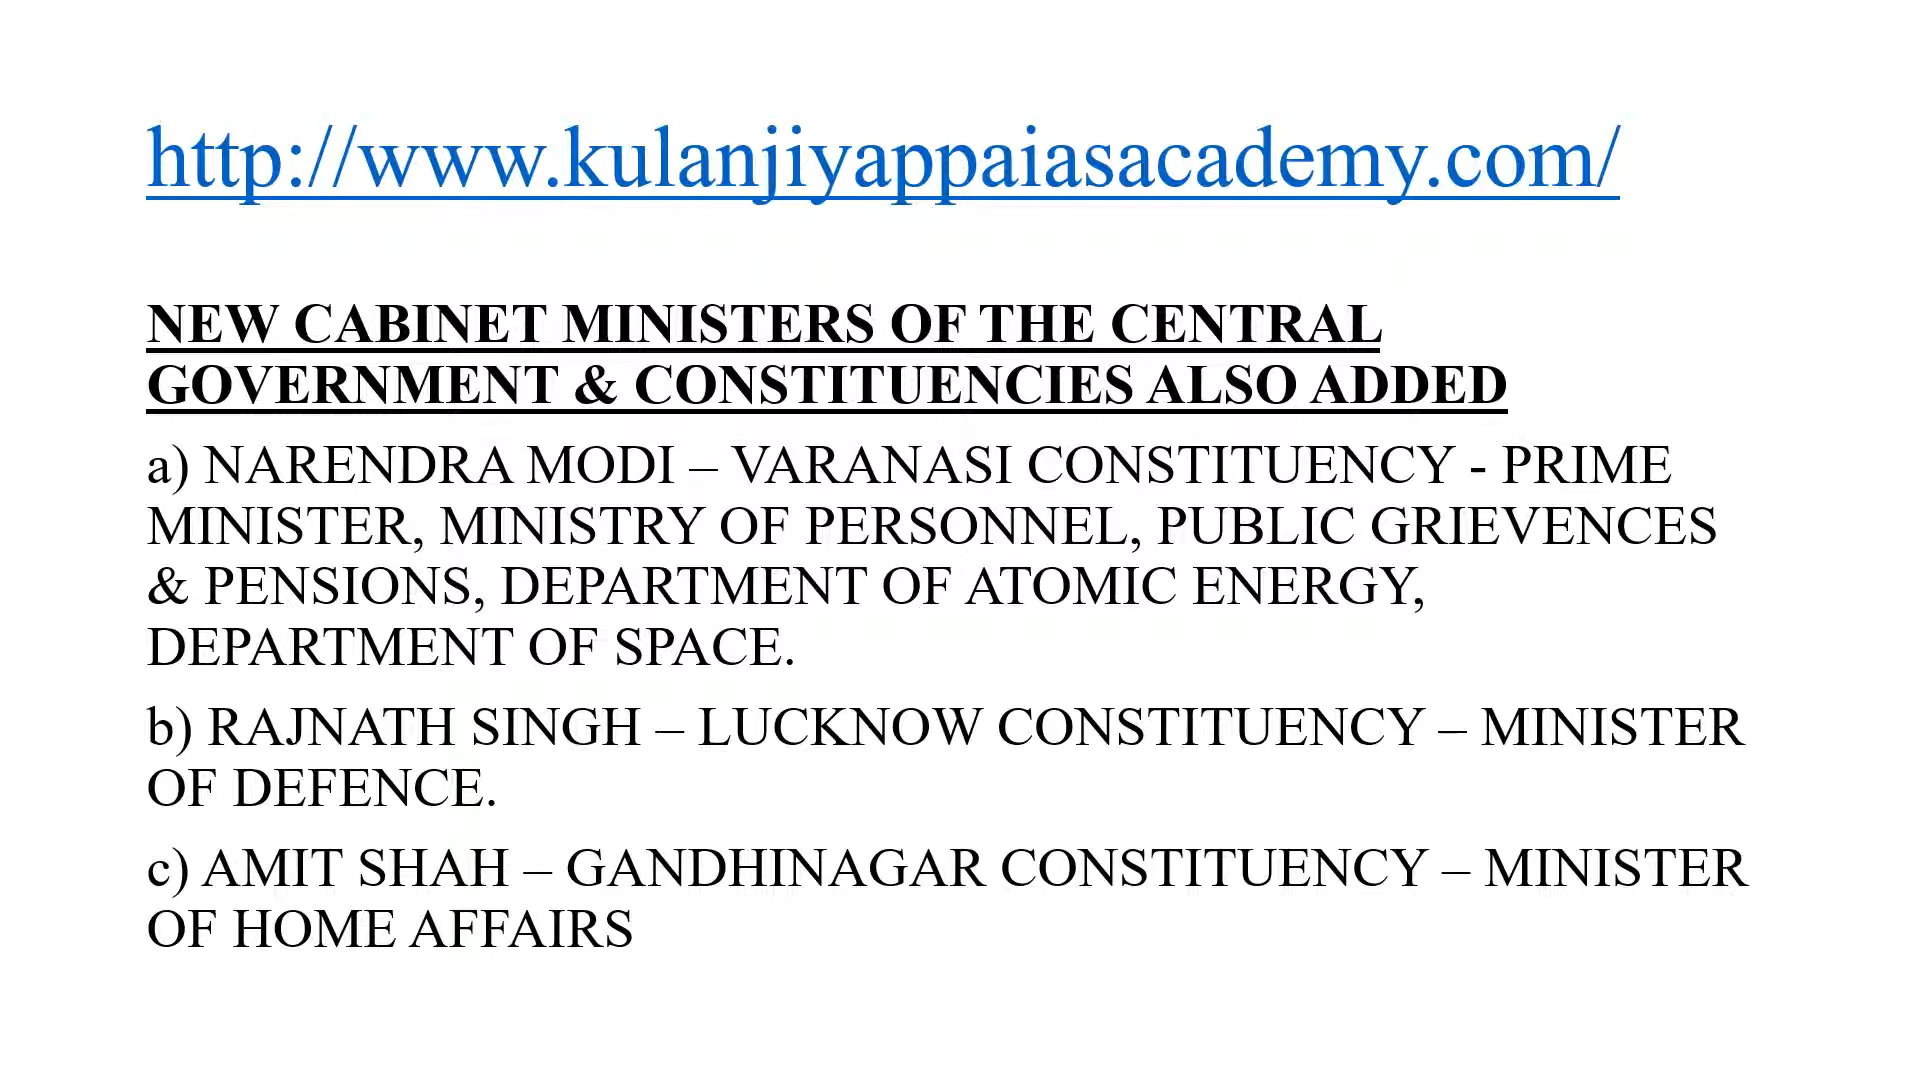 http://www.kulanjiyappaiasacademy.com/
NEW CABINET MINISTERS OF THE CENTRAL
GOVERNMENT & CONSTITUENCIES ALSO ADDED
a) NARENDRA MODI – VARANASI CONSTITUENCY - PRIME
MINISTER, MINISTRY OF PERSONNEL, PUBLIC GRIEVENCES
& PENSIONS, DEPARTMENT OF ATOMIC ENERGY,
DEPARTMENT OF SPACE.
b) RAJNATH SINGH – LUCKNOW CONSTITUENCY – MINISTER
OF DEFENCE.
c) AMIT SHAH – GANDHINAGAR CONSTITUENCY – MINISTER
OF HOME AFFAIRS